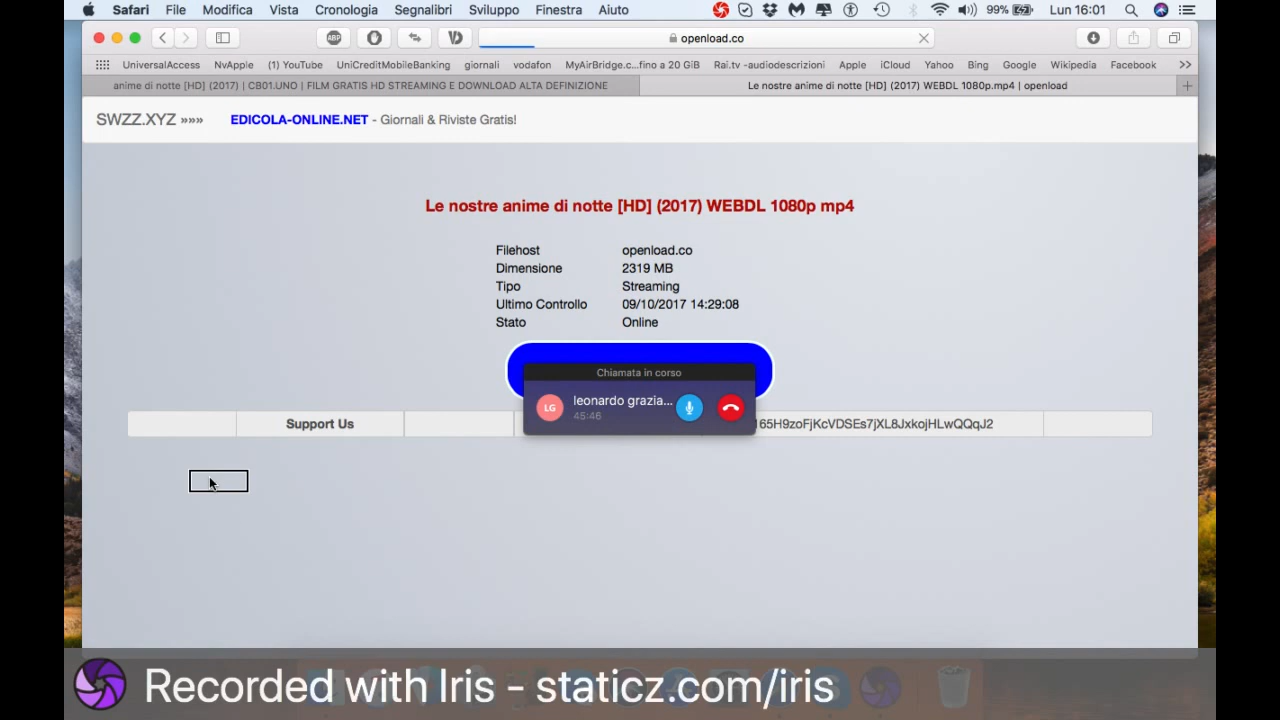 Safari File Modifica Vista Cronologia Segnalibri Sviluppo Finestra Aiuto 99% Lun 16:01
ABP openload.co
UniversalAccess NvApple (1) YouTube UniCreditMobileBanking giornali vodafon MyAirBridge.c...fino a 20 GiB Rai.tv -audiodescrizioni Apple iCloud Yahoo Bing Google Wikipedia Facebook >>
anime di notte [HD] (2017) | CB01.UNO | FILM GRATIS HD STREAMING E DOWNLOAD ALTA DEFINIZIONE Le nostre anime di notte [HD] (2017) WEBDL 1080p.mp4 | openload
SWZZ.XYZ »»» EDICOLA-ONLINE.NET - Giornali & Riviste Gratis!
Le nostre anime di notte [HD] (2017) WEBDL 1080p mp4
Filehost openload.co
Dimensione 2319 MB
Tipo Streaming
Ultimo Controllo 09/10/2017 14:29:08
Stato Online
Chiamata in corso
LG leonardo grazia...
45:46
Support Us 65H9zoFjKcVDSEs7jXL8JxkojHLwQQqJ2
Recorded with Iris - staticz.com/iris